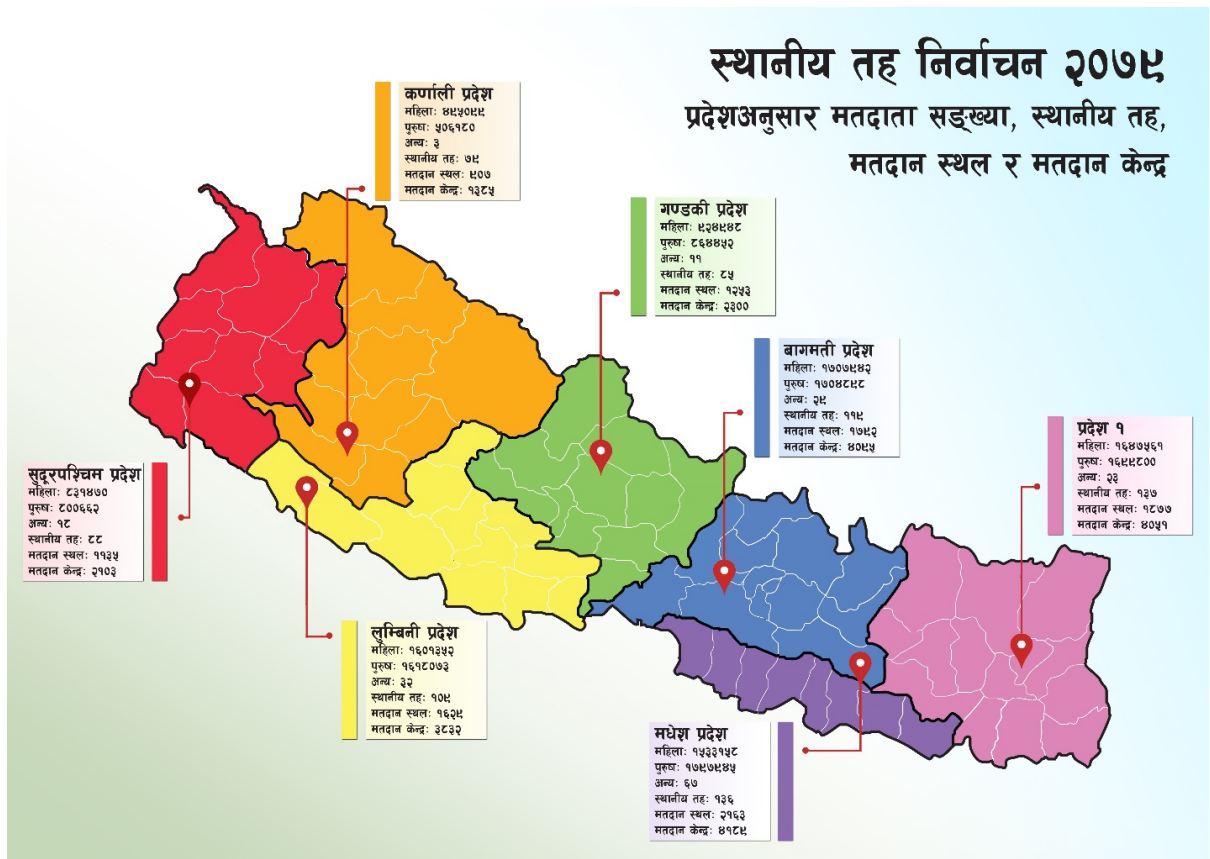 स्थानीय तह निर्वाचन २०७९
प्रदेशअनुसार मतदाता सङ्ख्या, स्थानीय तह,
मतदान स्थल र मतदान केन्द्र
कर्णाली प्रदेश
महिला: ४९५०९९
पुरुष: ५०६१८०
अन्य: ३
स्थानीय तह: ७९
मतदान स्थल: ९०७
मतदान केन्द्र: १३८५
गण्डकी प्रदेश
महिला: ९२४९४८
पुरुष: ८६४४५२
अन्य: ११
स्थानीय तह: ८५
मतदान स्थल: १२५३
मतदान केन्द्र: २३००
बागमती प्रदेश
महिला: १७०७९४२
पुरुष: १७०४८९८
अन्य: २९
स्थानीय तह: ११९
मतदान स्थल: १७९२
मतदान केन्द्र: ४०९५
प्रदेश १
महिला: १६४७५६१
पुरुष: १६९९८००
अन्य: २३
स्थानीय तह: १३७
मतदान स्थल: १८७७
मतदान केन्द्र: ४०५१
सुदूरपश्चिम प्रदेश
महिला: ८३१४७०
पुरुष: ८००६६२
अन्य: १८
स्थानीय तह: ८८
मतदान स्थल: ११३५
मतदान केन्द्र: २१०३
लुम्बिनी प्रदेश
महिला: १६०१३५२
पुरुष: १६१८०७३
अन्य: ३२
स्थानीय तह: १०९
मतदान स्थल: १६२९
मतदान केन्द्र: ३८३२
मधेश प्रदेश
महिला: १५३३१५८
पुरुष: १७९७९४५
अन्य: ६७
स्थानीय तह: १३६
मतदान स्थल: २१६३
मतदान केन्द्र: ४१८९